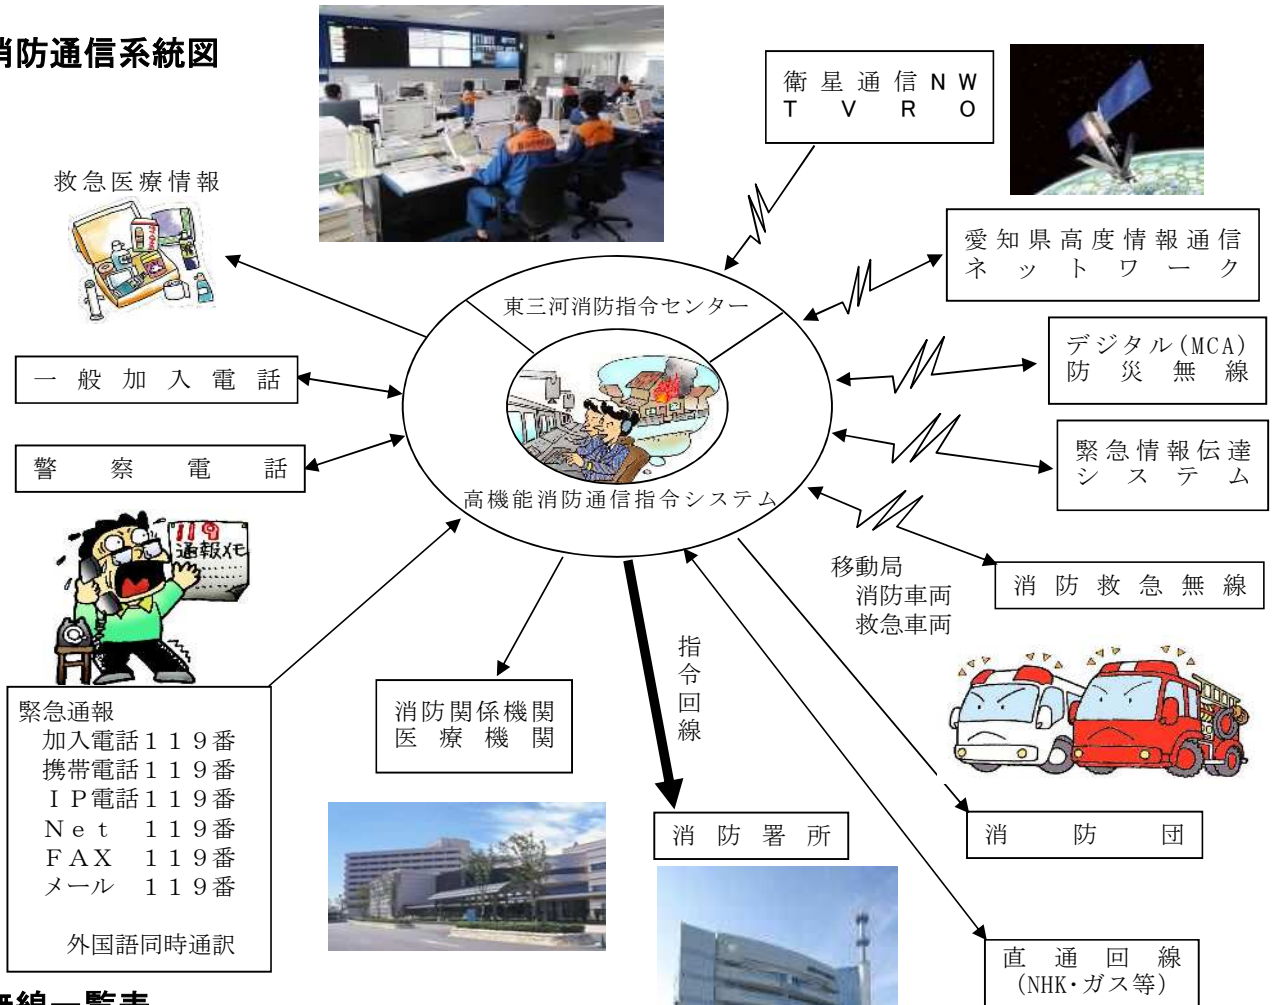 消防通信系統図
衛星通信NW
TVRO
救急医療情報
愛知県高度情報通信
ネットワーク
東三河消防指令センター
デジタル(MCA)
防災無線
一般加入電話
緊急情報伝達
システム
警察電話
高機能消防通信指令システム
119
通報メモ
移動局
消防車両
救急車両
消防救急無線
指令回線
緊急通報
加入電話119番
携帯電話119番
IP電話119番
Net 119番
FAX 119番
メール 119番
外国語同時通訳
消防関係機関
医療機関
消防署所
消防団
直通回線
(NHK・ガス等)
無線一覧表